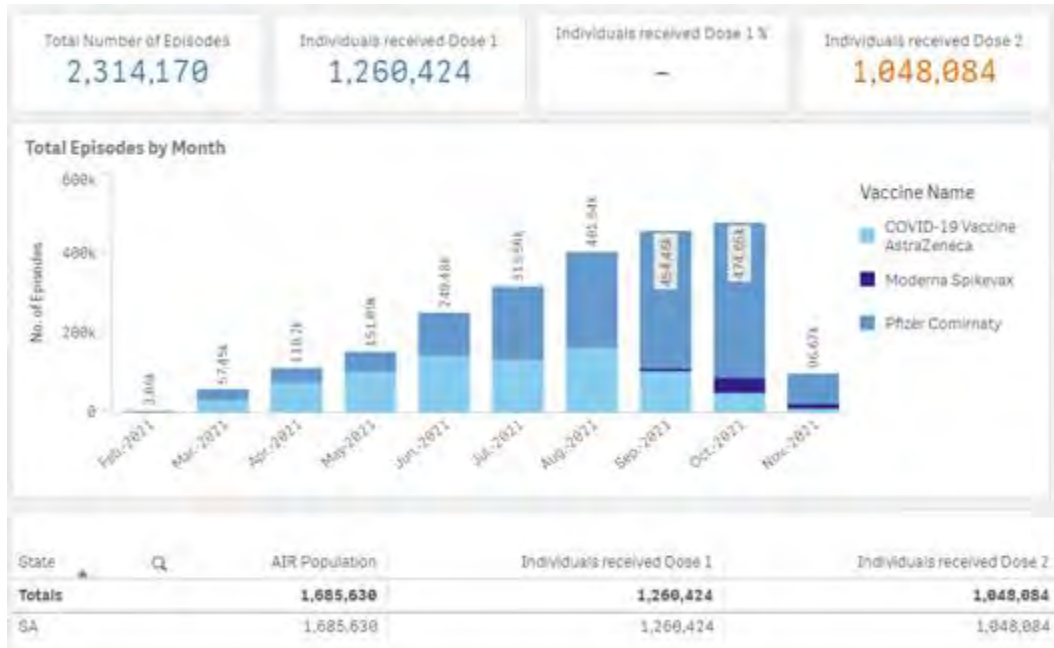 Total Number of Episodes
2,314,170
Individuals received Dose 1
1,260,424
Individuals received Dose 1 %
–
Individuals received Dose 2
1,048,084
Total Episodes by Month
No. of Episodes
600k
400k
200k
0
57.45k
151.09k
249.48k
454.46k
474.66k
96.67k
Feb.-2021
Mar.-2021
Apr.-2021
May-2021
Jun.-2021
Jul.-2021
Aug.-2021
Sep.-2021
Oct.-2021
Nov.-2021
Vaccine Name
COVID-19 Vaccine
AstraZeneca
Moderna Spikevax
Pfizer Comirnaty
State AIR Population Individuals received Dose 1 Individuals received Dose 2
Totals 1,685,630 1,260,424 1,048,084
SA 1,685,630 1,260,424 1,048,084